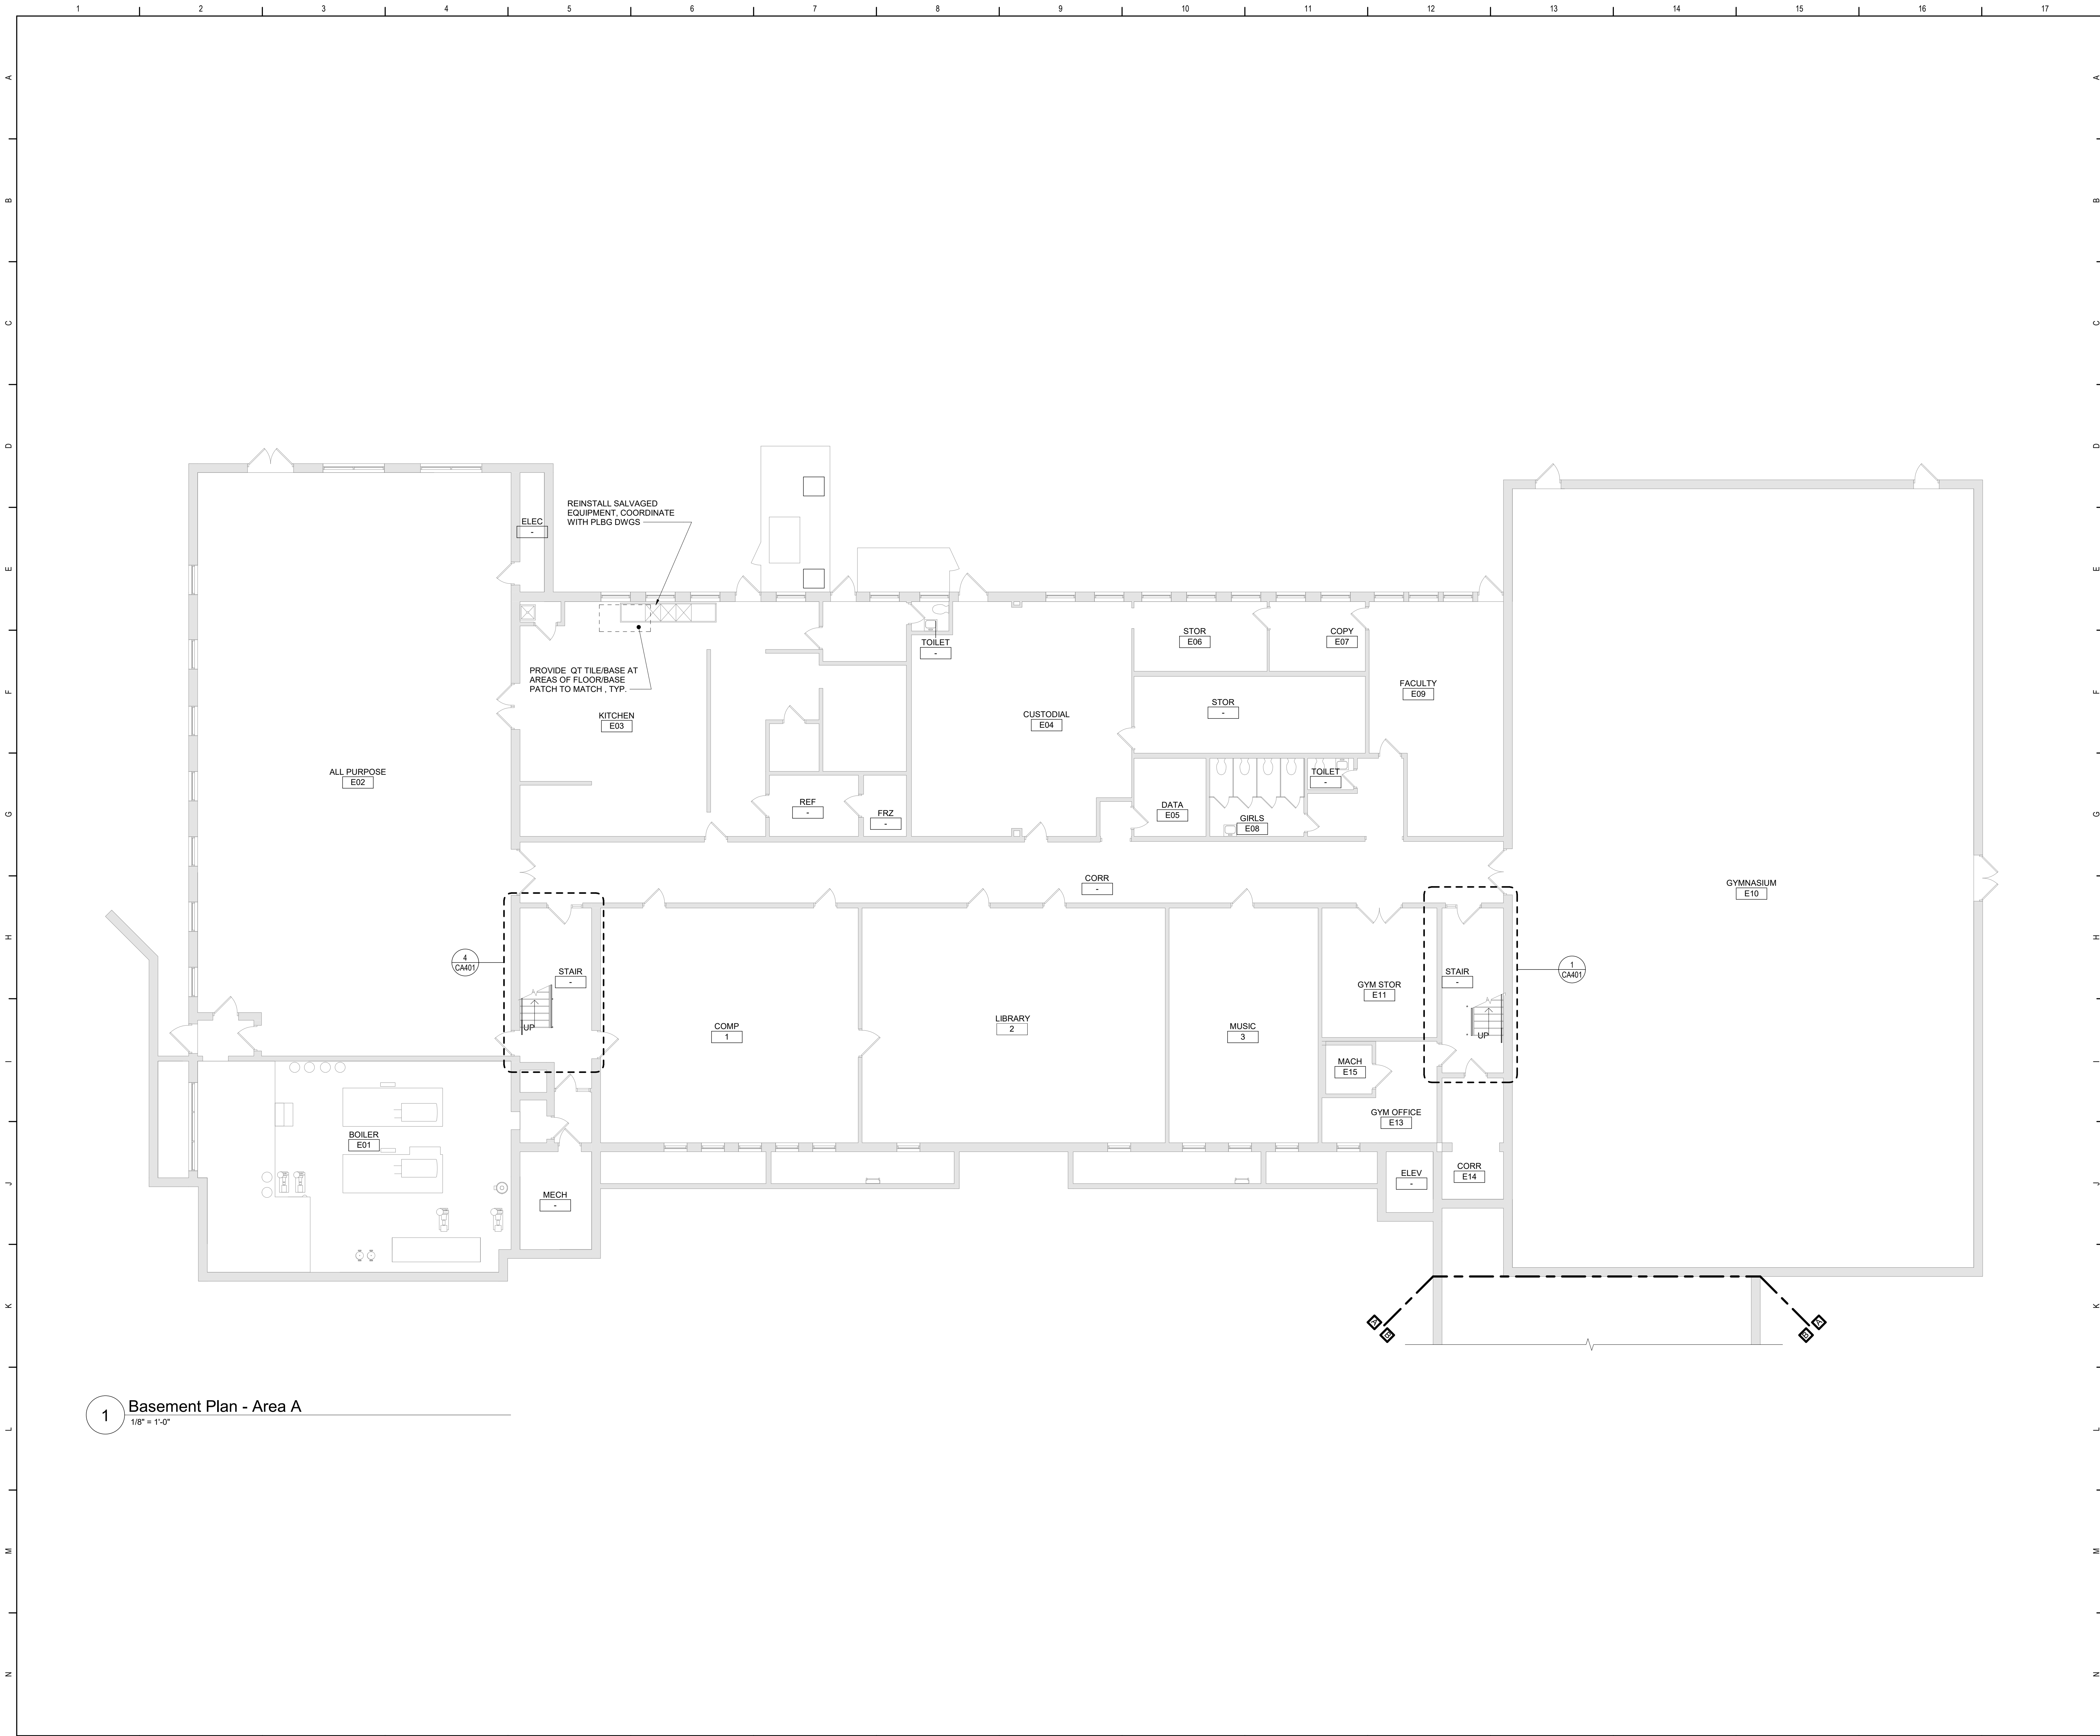 1 2 3 4 5 6 7 8 9 10 11 12 13 14 15 16 17
A A
B B
C C
D D
E E
F F
G G
H H
I I
J J
K K
L L
M M
N N
REINSTALL SALVAGED
EQUIPMENT, COORDINATE
WITH PLBG DWGS
ELEC
-
PROVIDE QT TILE/BASE AT
AREAS OF FLOOR/BASE
PATCH TO MATCH , TYP.
KITCHEN
E03
TOILET
-
STOR
E06
COPY
E07
FACULTY
E09
STOR
-
CUSTODIAL
E04
ALL PURPOSE
E02
REF
-
FRZ
-
DATA
E05
GIRLS
E08
TOILET
-
CORR
-
GYMNASIUM
E10
4
CA401
STAIR
-
UP
COMP
1
LIBRARY
2
MUSIC
3
GYM STOR
E11
STAIR
-
UP
1
CA401
MACH
E15
GYM OFFICE
E13
BOILER
E01
MECH
-
ELEV
-
CORR
E14
A
B
A
B
1
Basement Plan - Area A
1/8" = 1'-0"